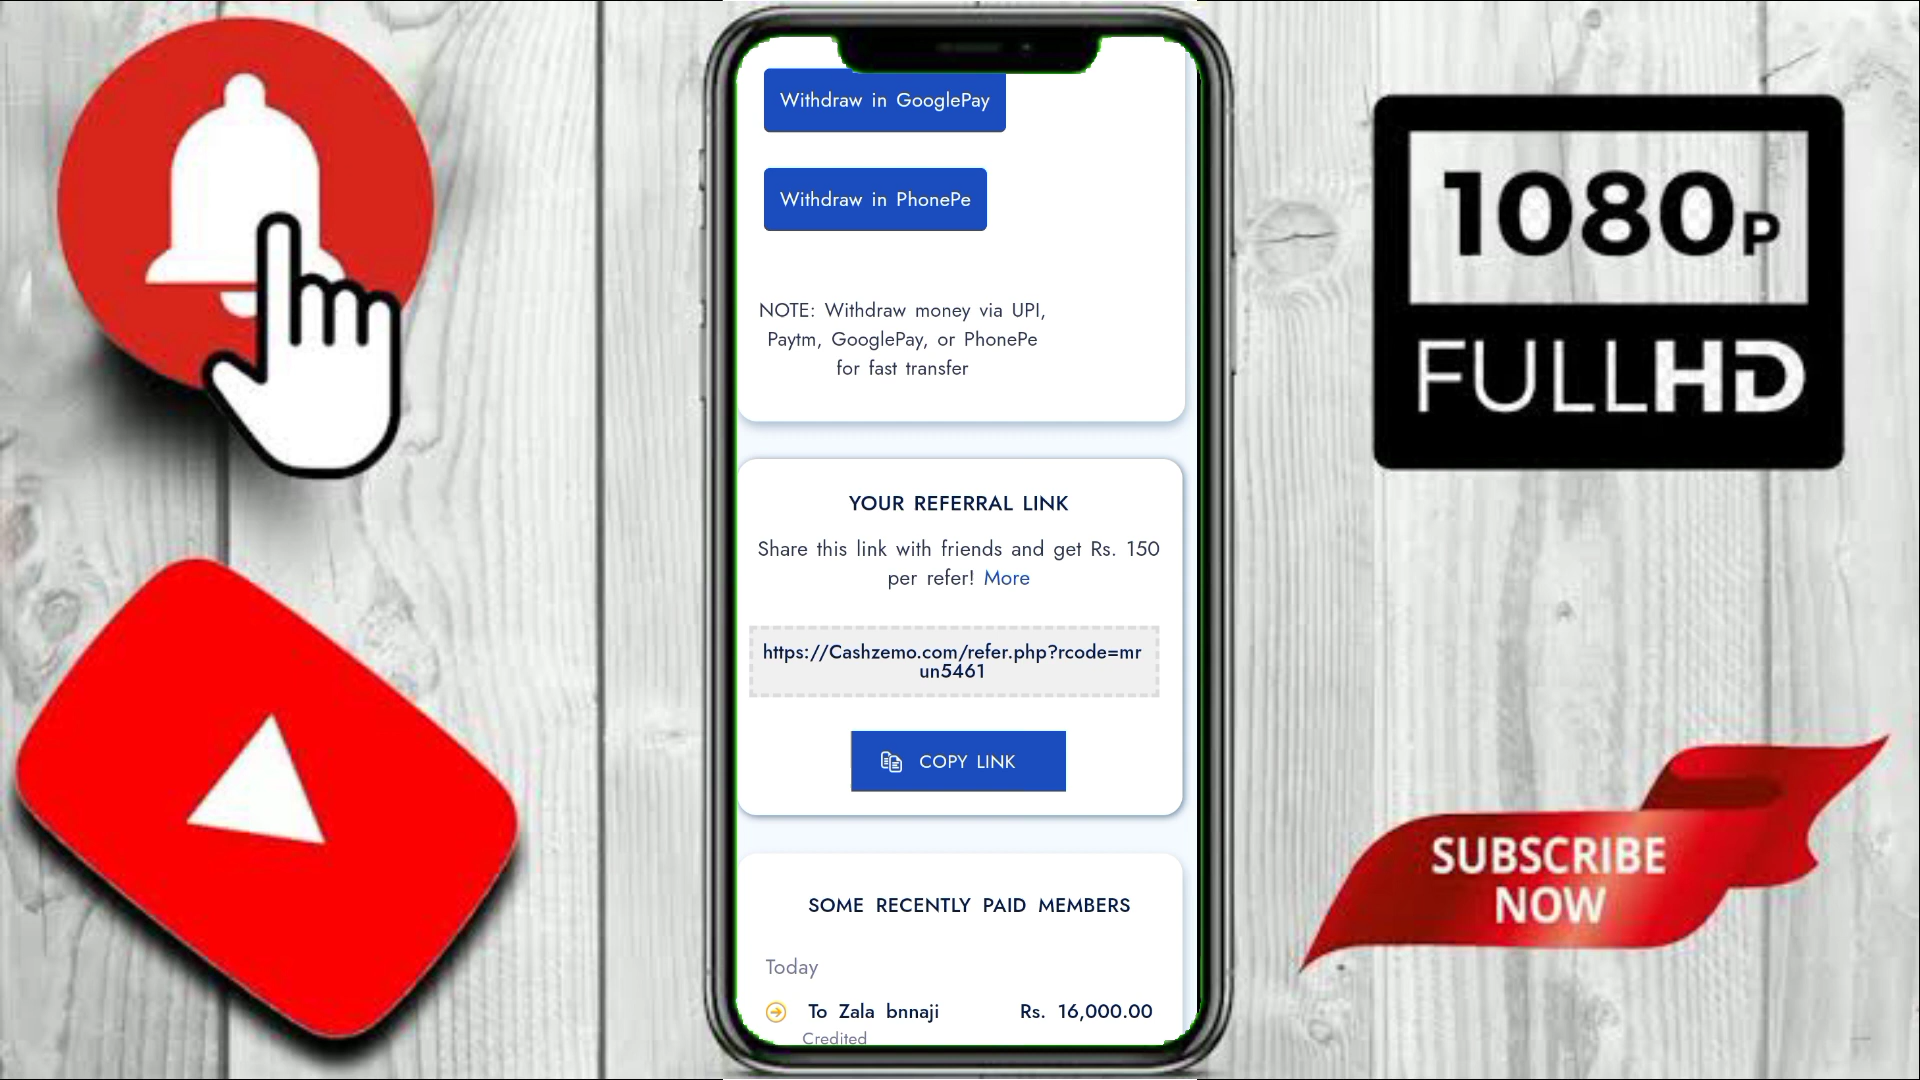 Withdraw in GooglePay
Withdraw in PhonePe
NOTE: Withdraw money via UPI,
Paytm, GooglePay, or PhonePe
for fast transfer
YOUR REFERRAL LINK
Share this link with friends and get Rs. 150
per refer! More
https://Cashzemo.com/refer.php?rcode=mr
un5461
COPY LINK
SOME RECENTLY PAID MEMBERS
Today
To Zala bnnaji Rs. 16,000.00
Credited
1080P
FULLHD
SUBSCRIBE
NOW